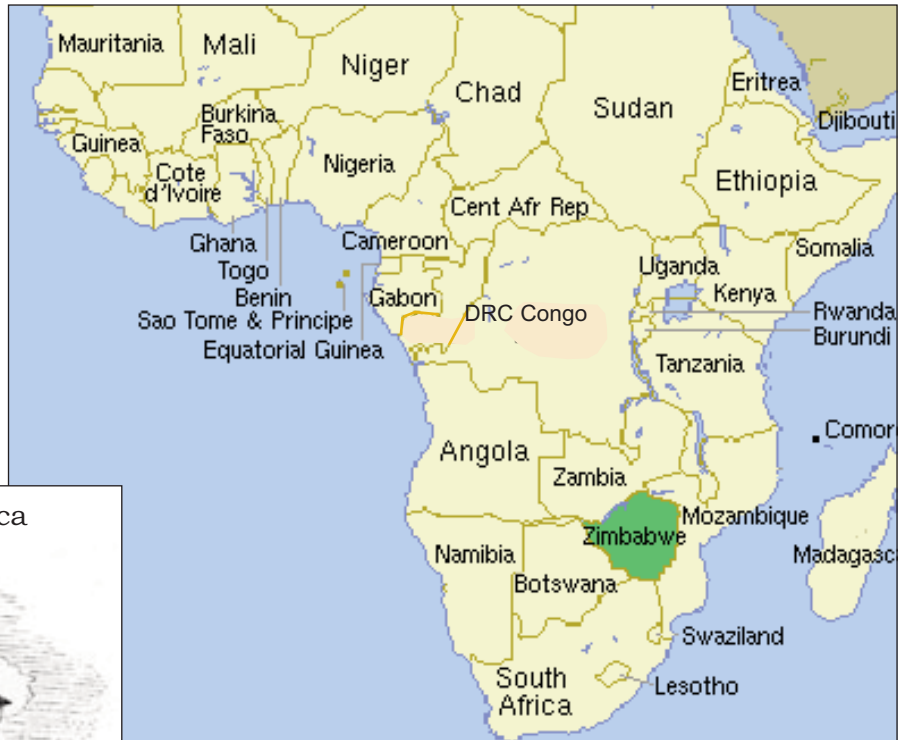 Mauritania
Mali
Niger
Chad
Sudan
Eritrea
Djibouti
Guinea
Burkina
Faso
Nigeria
Cote
d'Ivoire
Ethiopia
Cent Afr Rep
Ghana
Cameroon
Somalia
Togo
Uganda
Benin
Gabon
Kenya
Sao Tome & Principe
DRC Congo
Rwanda
Equatorial Guinea
Burundi
Tanzania
Comor
Angola
Zambia
ca
Mozambique
Zimbabwe
Namibia
Madagasc
Botswana
Swaziland
South
Africa
Lesotho